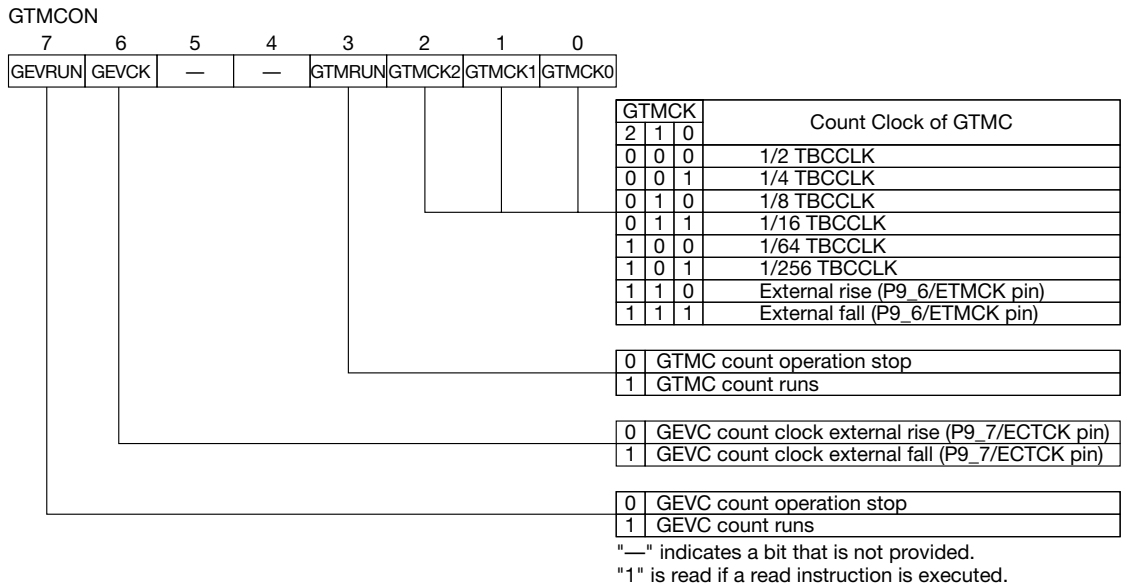 GTMCON
7 6 5 4 3 2 1 0
GEVRUN GEVCK — — GTMRUN GTMCK2 GTMCK1 GTMCK0
GTMCK Count Clock of GTMC
2 1 0
0 0 0 1/2 TBCCLK
0 0 1 1/4 TBCCLK
0 1 0 1/8 TBCCLK
0 1 1 1/16 TBCCLK
1 0 0 1/64 TBCCLK
1 0 1 1/256 TBCCLK
1 1 0 External rise (P9_6/ETMCK pin)
1 1 1 External fall (P9_6/ETMCK pin)
0 GTMC count operation stop
1 GTMC count runs
0 GEVC count clock external rise (P9_7/ECTCK pin)
1 GEVC count clock external fall (P9_7/ECTCK pin)
0 GEVC count operation stop
1 GEVC count runs
"—" indicates a bit that is not provided.
"1" is read if a read instruction is executed.